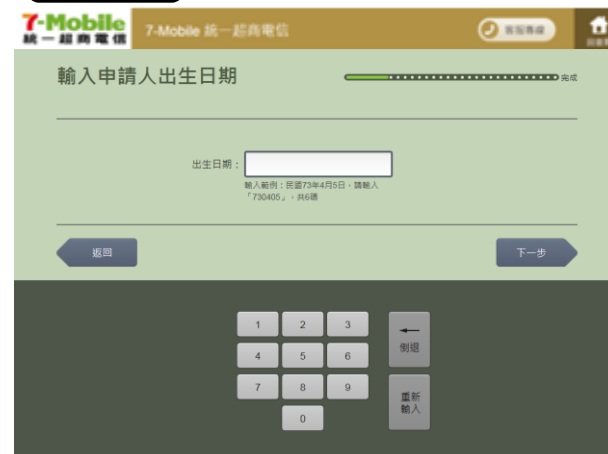 7-Mobile
統一超商電信
7-Mobile 統一超商電信
客服專線
輸入申請人出生日期
完成
出生日期：
輸入範例：民國73年4月5日，請輸入
「730405」，共6碼
返回
下一步
1 2 3
倒退
4 5 6
7 8 9
重新
輸入
0